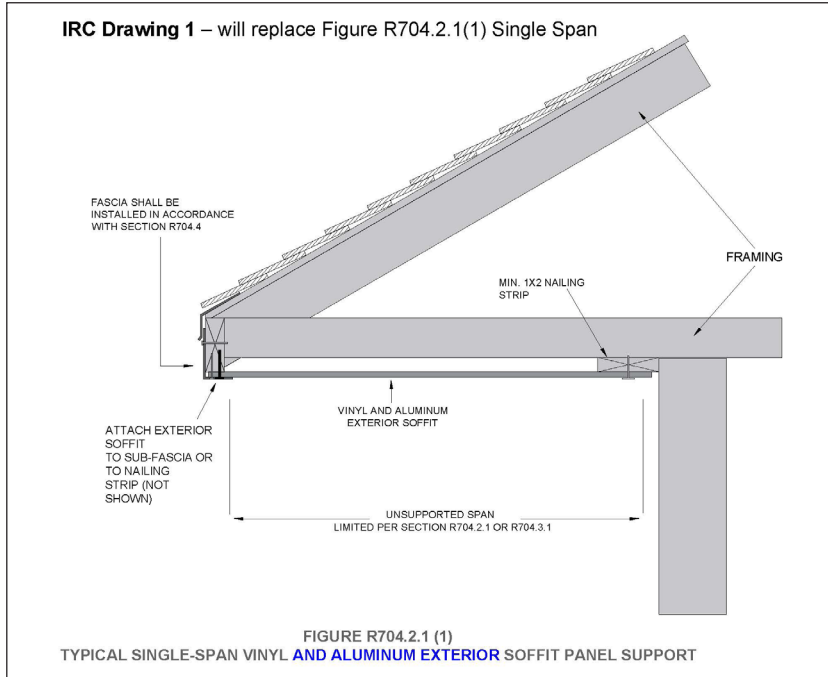 IRC Drawing 1 – will replace Figure R704.2.1(1) Single Span
FASCIA SHALL BE
INSTALLED IN ACCORDANCE
WITH SECTION R704.4
FRAMING
MIN. 1X2 NAILING
STRIP
VINYL AND ALUMINUM
EXTERIOR SOFFIT
ATTACH EXTERIOR
SOFFIT
TO SUB-FASCIA OR
TO NAILING
STRIP (NOT
SHOWN)
UNSUPPORTED SPAN
LIMITED PER SECTION R704.2.1 OR R704.3.1
FIGURE R704.2.1 (1)
TYPICAL SINGLE-SPAN VINYL AND ALUMINUM EXTERIOR SOFFIT PANEL SUPPORT